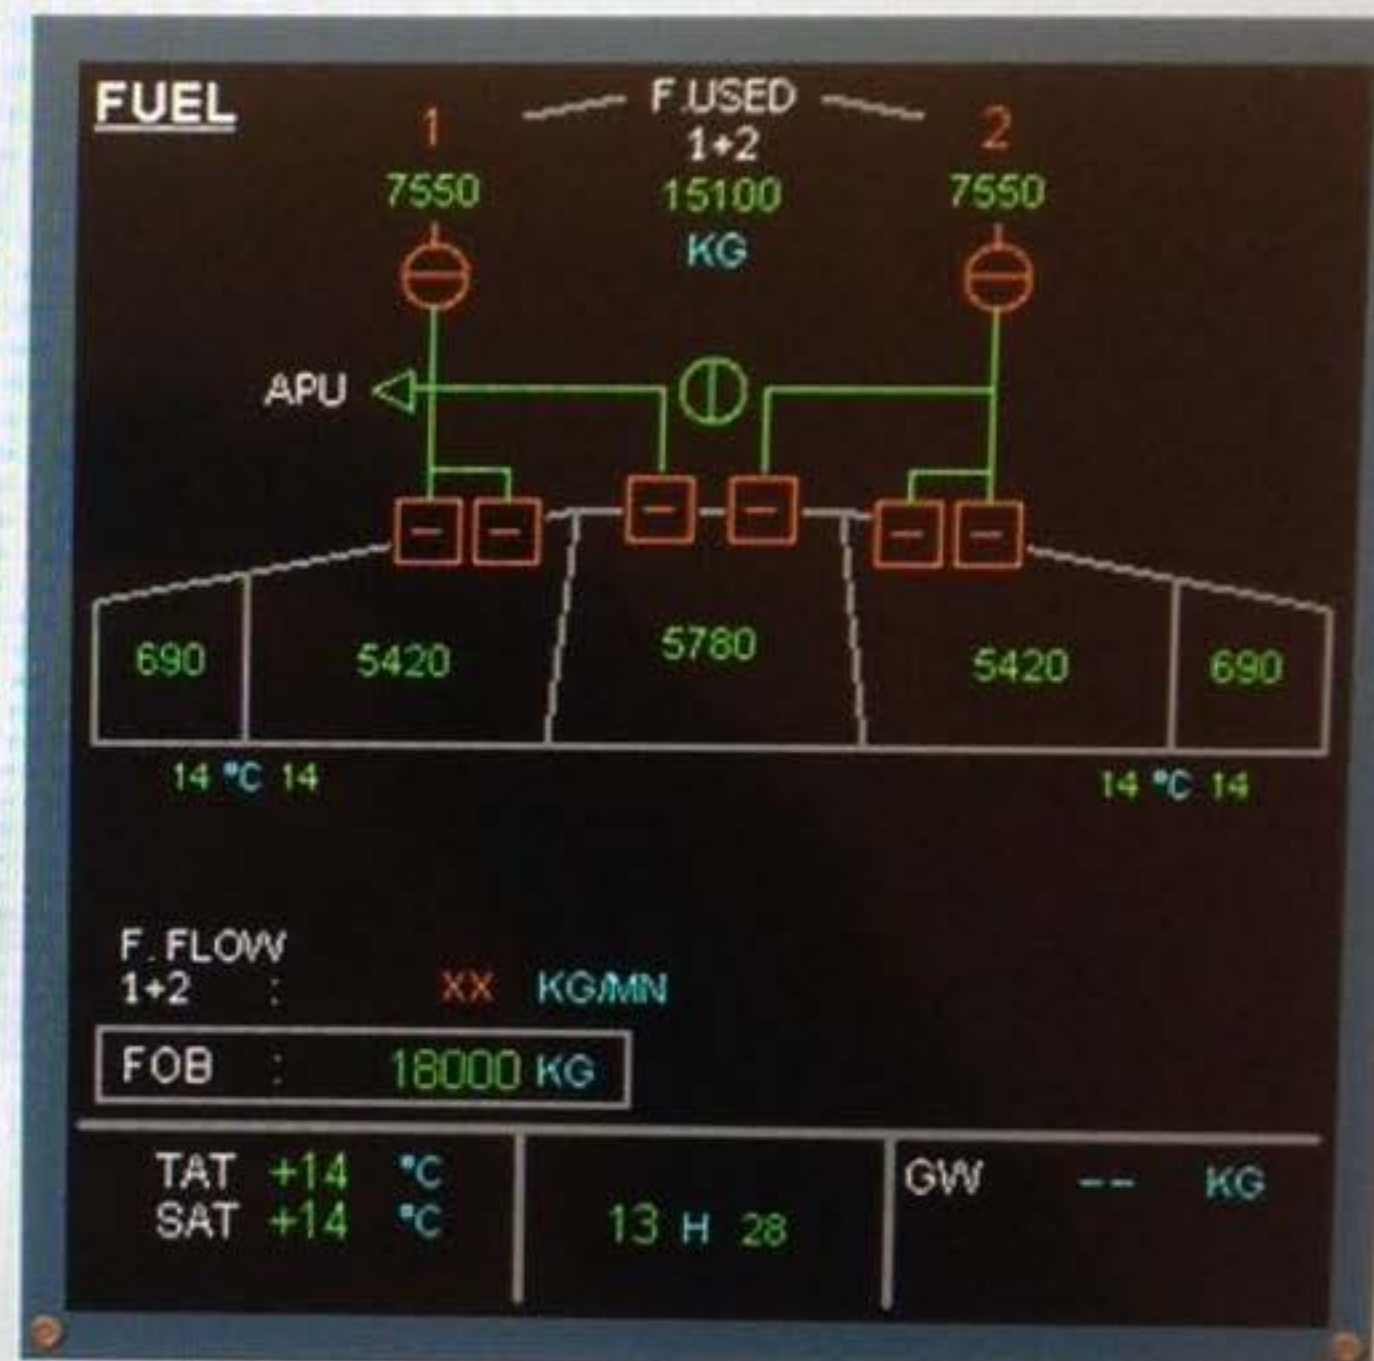 FUEL
F.USED
1 1+2 2
7550 15100 7550
KG
APU
690 5420 5780 5420 690
14 °C 14 14 °C 14
F. FLOW
1+2 : XX KG/MN
FOB : 18000 KG
TAT +14 °C GW -- KG
SAT +14 °C 13 H 28